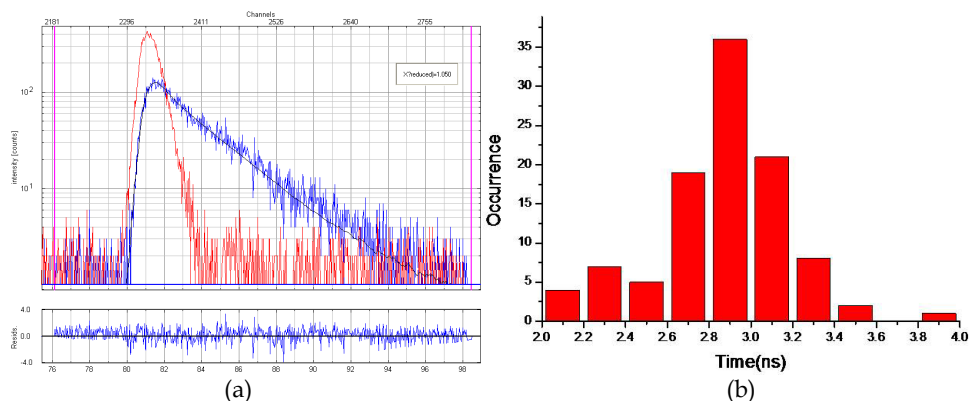 Channels
2181 2296 2411 2526 2640 2755
X²[reduced]=1.050
intensity [counts]
10²
10¹
4.0
0.0
-4.0
Resids.
76 78 80 82 84 86 88 90 92 94 96 98
(a)
35
30
25
20
15
10
5
0
Occurrence
2.0 2.2 2.4 2.6 2.8 3.0 3.2 3.4 3.6 3.8 4.0
Time(ns)
(b)